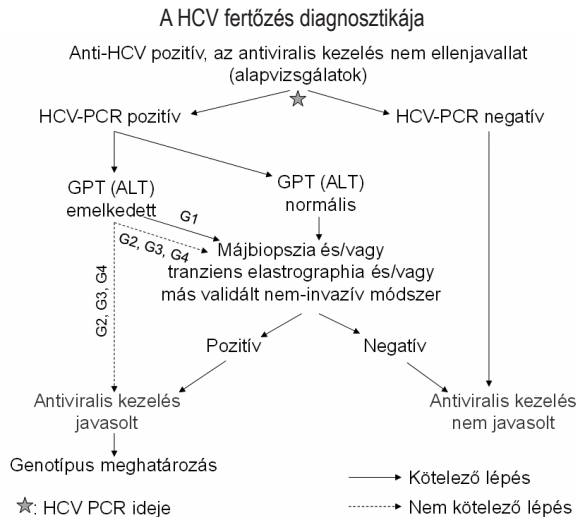 A HCV fertőzés diagnosztikája
Anti-HCV pozitív, az antiviralis kezelés nem ellenjavallat
(alapvizsgálatok)
HCV-PCR pozitív
HCV-PCR negatív
GPT (ALT)
emelkedett
GPT (ALT)
normális
G1
G2, G3, G4
G2, G3, G4
Májbiopszia és/vagy
tranziens elastrographia és/vagy
más validált nem-invazív módszer
Pozitív
Negatív
Antiviralis kezelés
javasolt
Antiviralis kezelés
nem javasolt
Genotípus meghatározás
Kötelező lépés
: HCV PCR ideje
Nem kötelező lépés